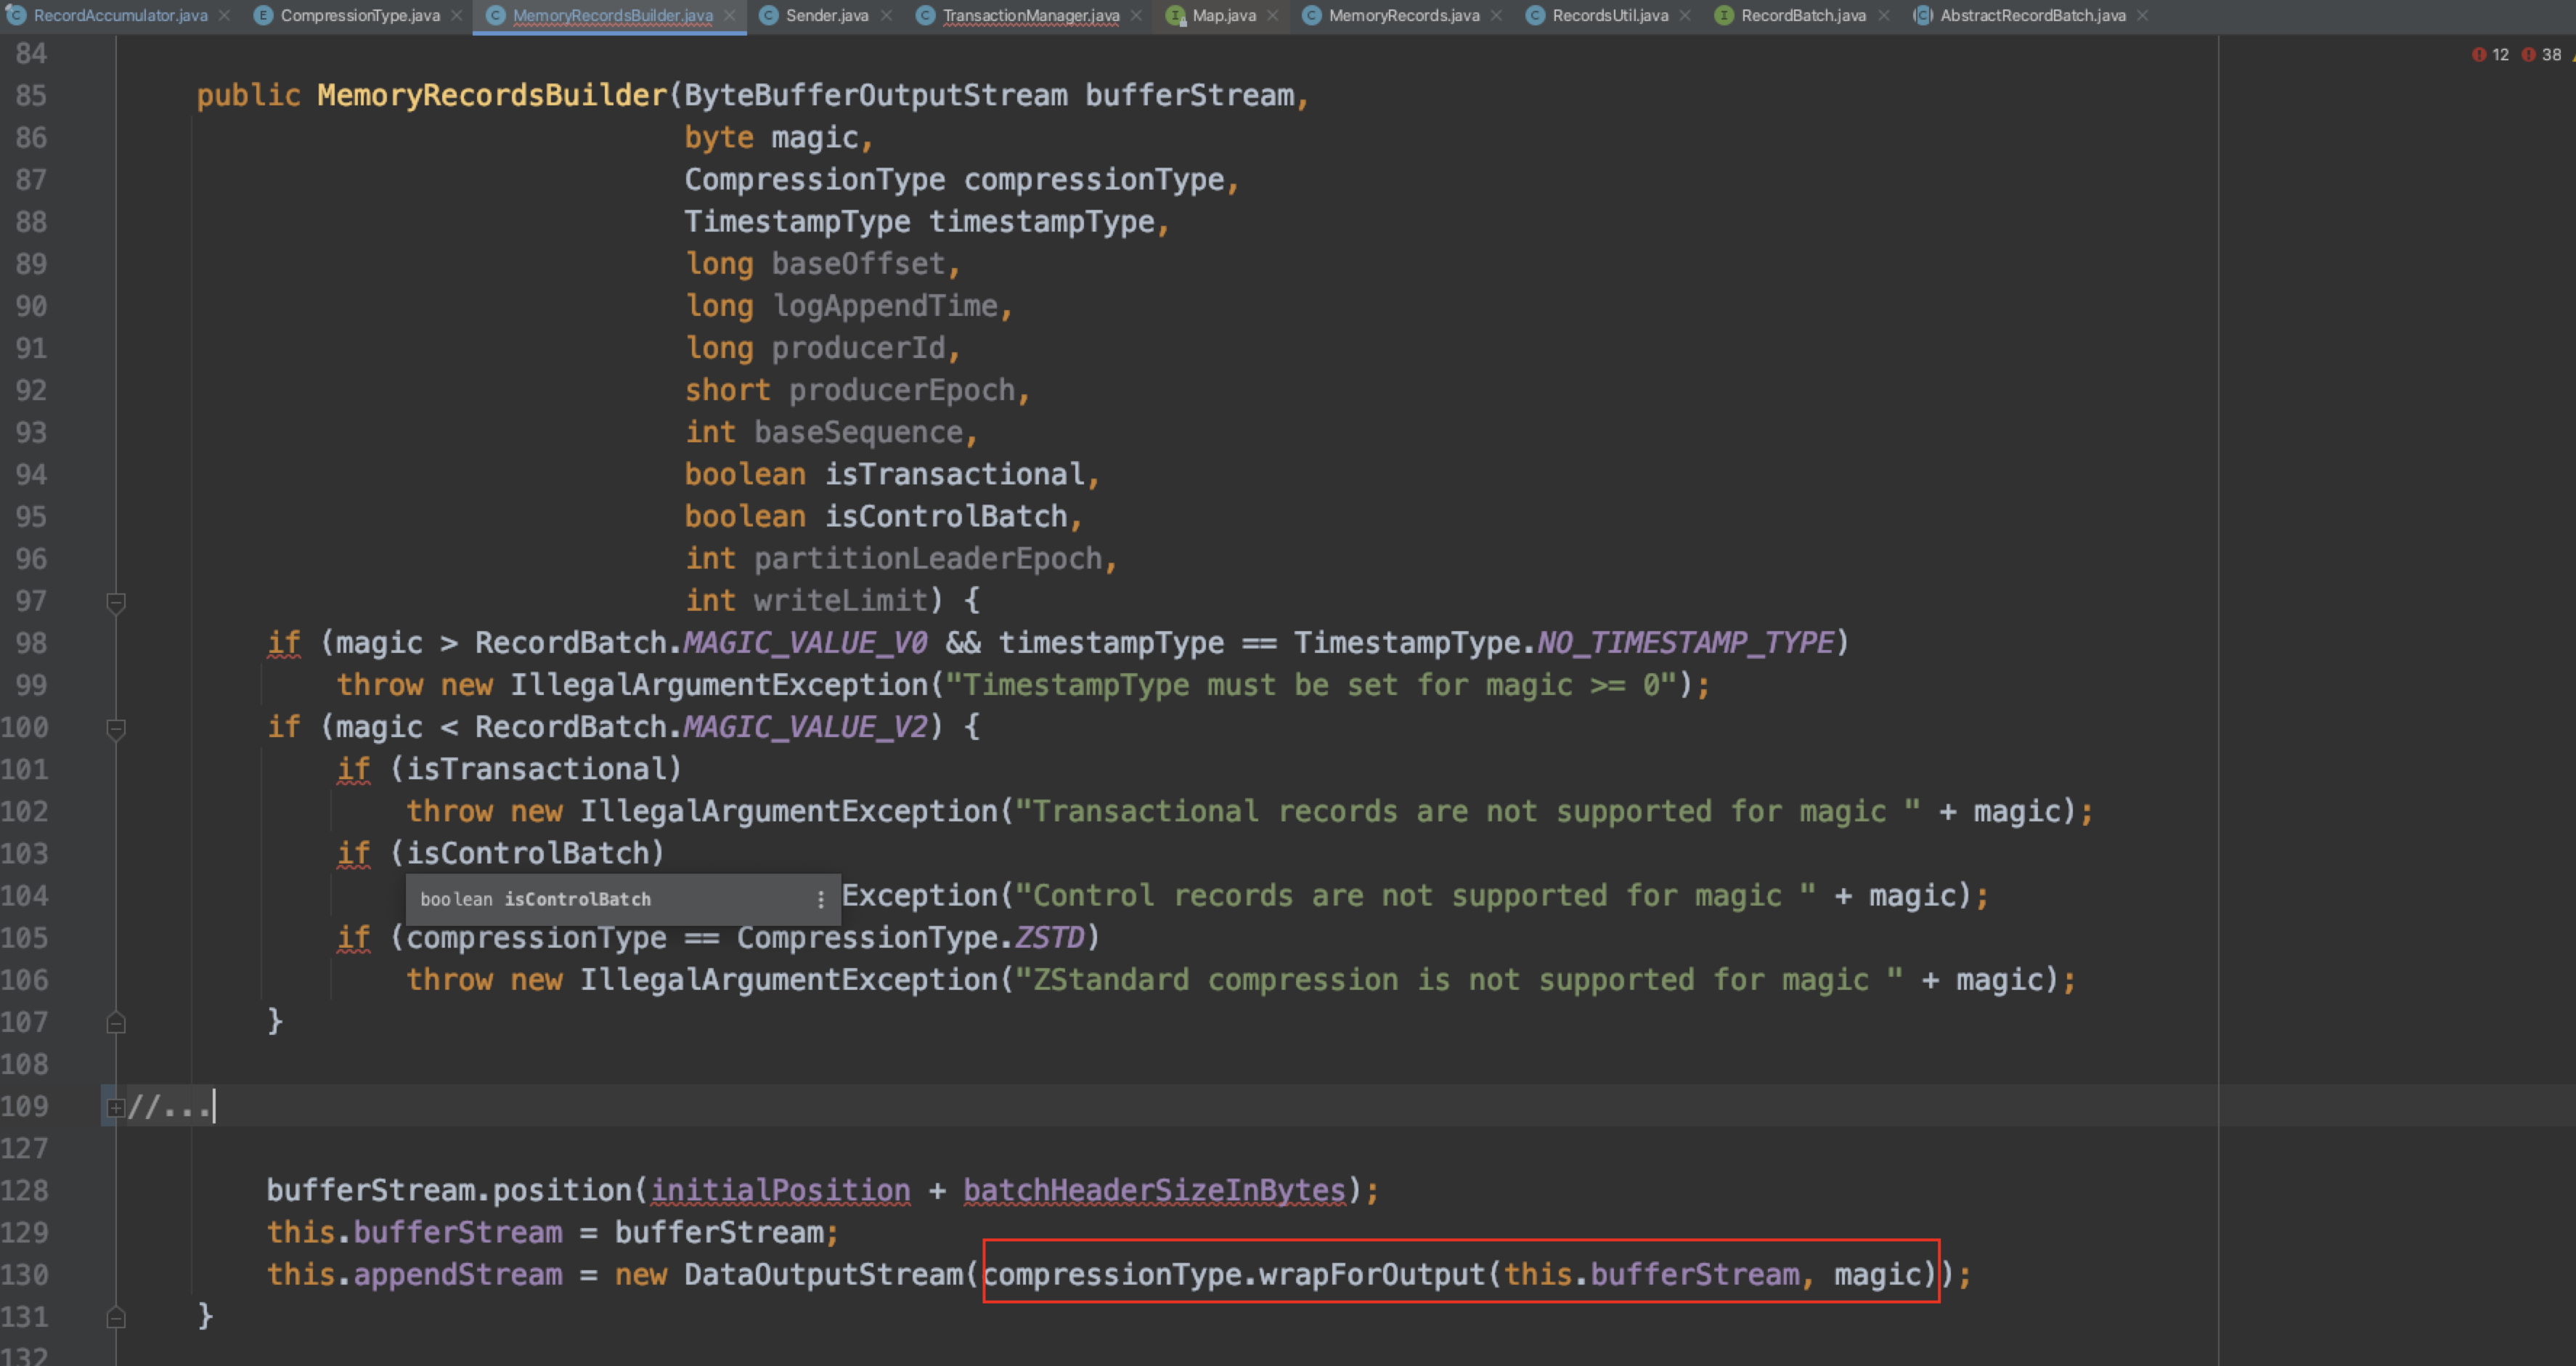 RecordAccumulator.java CompressionType.java MemoryRecordsBuilder.java Sender.java TransactionManager.java Map.java MemoryRecords.java RecordsUtil.java RecordBatch.java AbstractRecordBatch.java
84 12 38
85 public MemoryRecordsBuilder(ByteBufferOutputStream bufferStream,
86 byte magic,
87 CompressionType compressionType,
88 TimestampType timestampType,
89 long baseOffset,
90 long logAppendTime,
91 long producerId,
92 short producerEpoch,
93 int baseSequence,
94 boolean isTransactional,
95 boolean isControlBatch,
96 int partitionLeaderEpoch,
97 int writeLimit) {
98 if (magic > RecordBatch.MAGIC_VALUE_V0 && timestampType == TimestampType.NO_TIMESTAMP_TYPE)
99 throw new IllegalArgumentException("TimestampType must be set for magic >= 0");
100 if (magic < RecordBatch.MAGIC_VALUE_V2) {
101 if (isTransactional)
102 throw new IllegalArgumentException("Transactional records are not supported for magic " + magic);
103 if (isControlBatch)
104 boolean isControlBatch Exception("Control records are not supported for magic " + magic);
105 if (compressionType == CompressionType.ZSTD)
106 throw new IllegalArgumentException("ZStandard compression is not supported for magic " + magic);
107 }
108
109 //...
127
128 bufferStream.position(initialPosition + batchHeaderSizeInBytes);
129 this.bufferStream = bufferStream;
130 this.appendStream = new DataOutputStream(compressionType.wrapForOutput(this.bufferStream, magic));
131 }
132